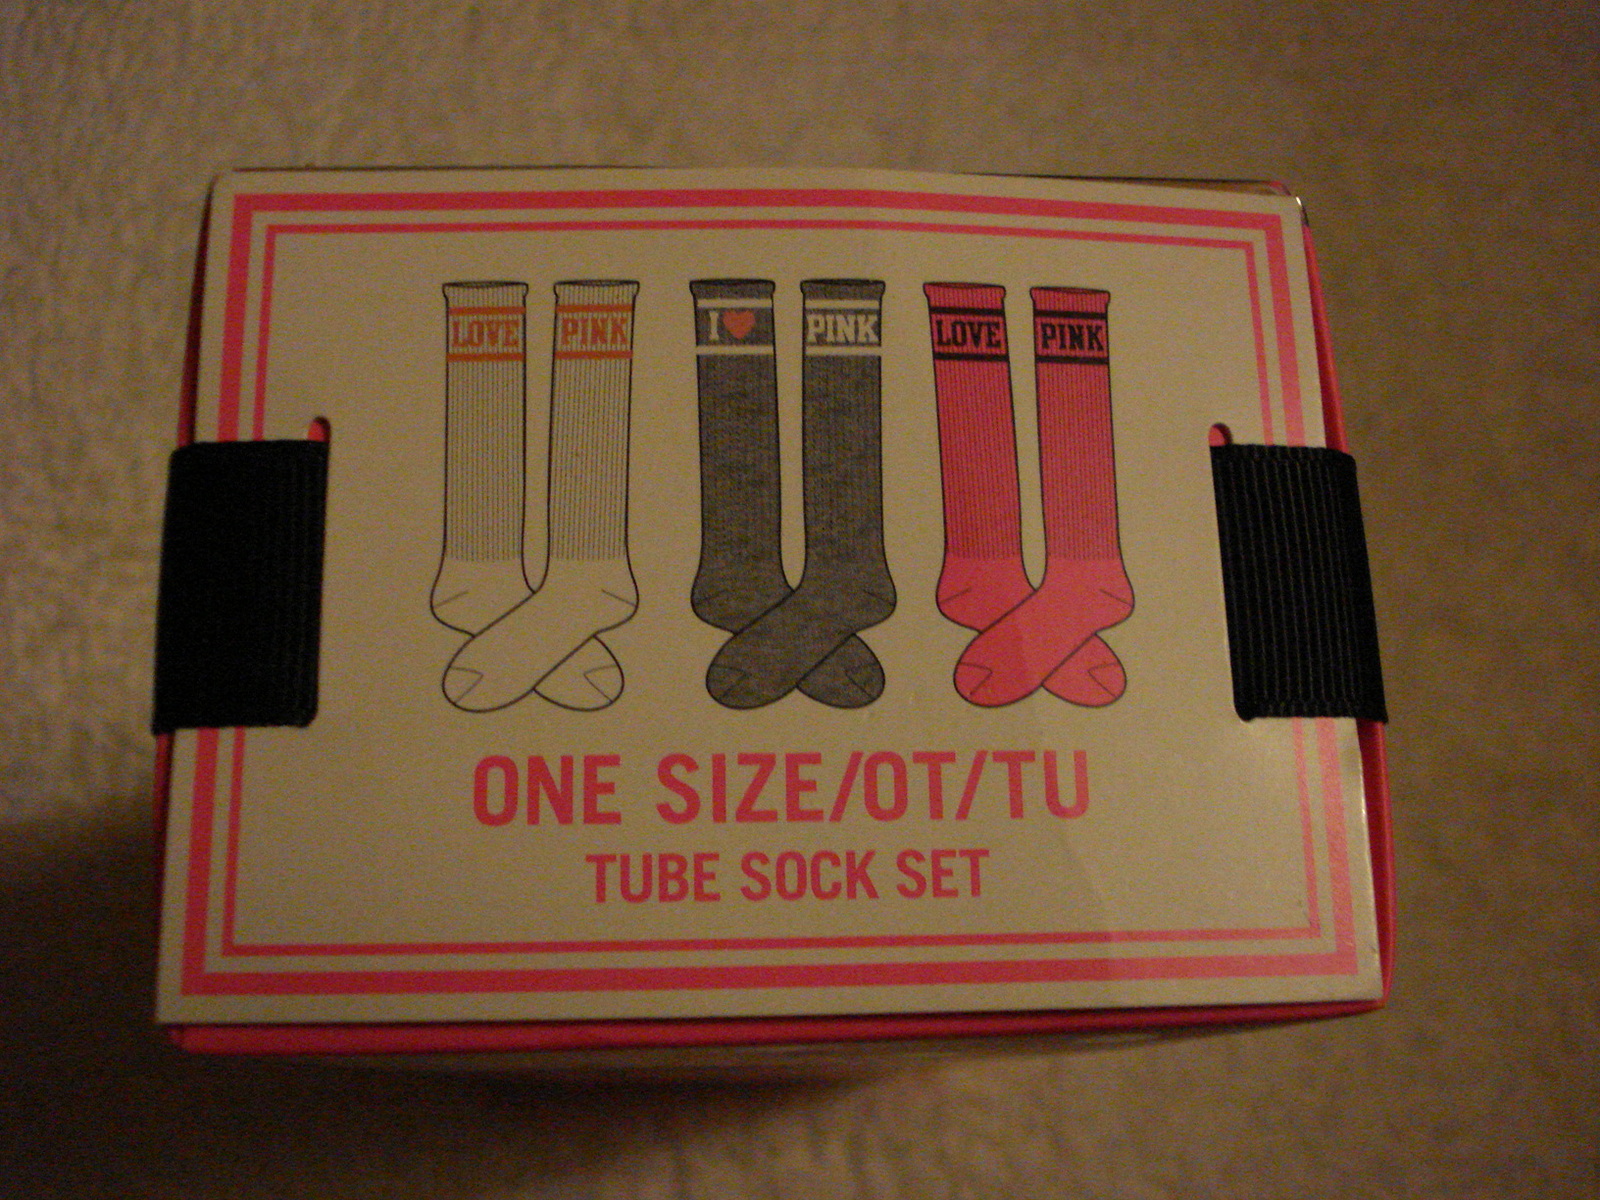 LOVE PINK I ❤ PINK LOVE PINK
ONE SIZE/OT/TU
TUBE SOCK SET